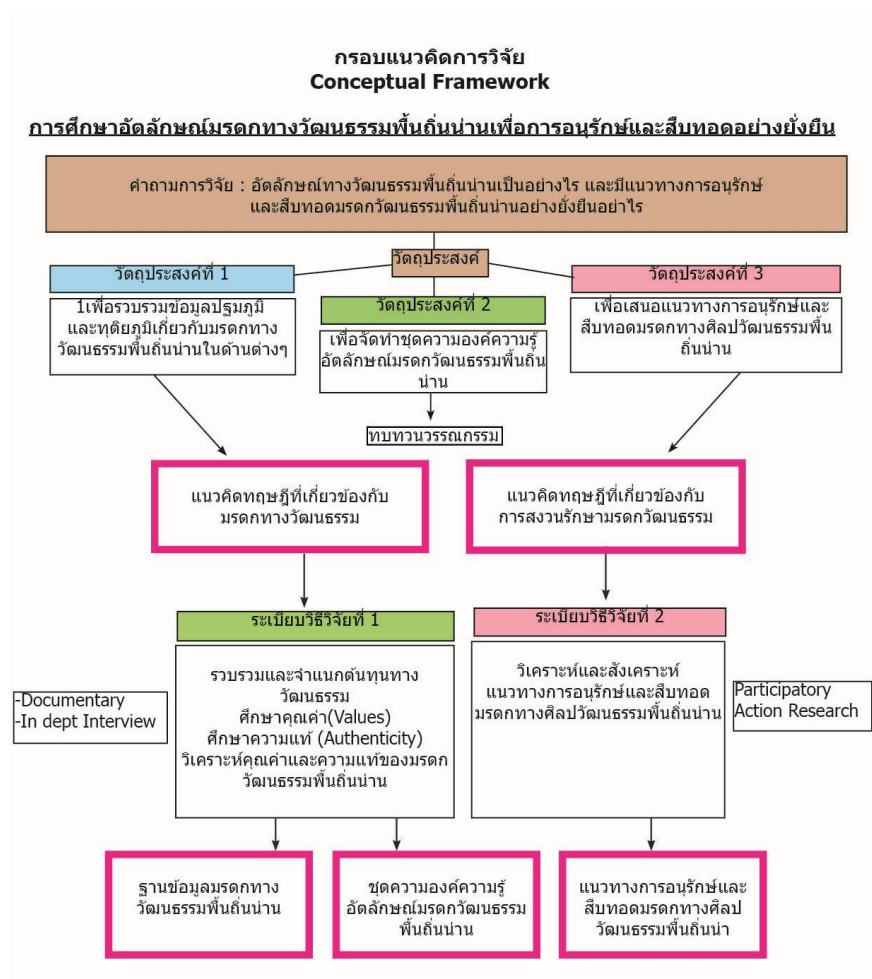 กรอบแนวคิดการวิจัย
Conceptual Framework
การศึกษาอัตลักษณ์มรดกทางวัฒนธรรมพื้นถิ่นน่านเพื่อการอนุรักษ์และสืบทอดอย่างยั่งยืน
คำถามการวิจัย : อัตลักษณ์ทางวัฒนธรรมพื้นถิ่นน่านเป็นอย่างไร และมีแนวทางการอนุรักษ์
และสืบทอดมรดกวัฒนธรรมพื้นถิ่นน่านอย่างยั่งยืนอย่าไร
วัตถุประสงค์
วัตถุประสงค์ที่ 1
1เพื่อรวบรวมข้อมูลปฐมภูมิ
และทุติยภูมิเกี่ยวกับมรดกทาง
วัฒนธรรมพื้นถิ่นน่านในด้านต่างๆ
วัตถุประสงค์ที่ 2
เพื่อจัดทำชุดความองค์ความรู้
อัตลักษณ์มรดกวัฒนธรรมพื้นถิ่น
น่าน
วัตถุประสงค์ที่ 3
เพื่อเสนอแนวทางการอนุรักษ์และ
สืบทอดมรดกทางศิลปวัฒนธรรมพื้น
ถิ่นน่าน
ทบทวนวรรณกรรม
แนวคิดทฤษฎีที่เกี่ยวข้องกับ
มรดกทางวัฒนธรรม
แนวคิดทฤษฎีที่เกี่ยวข้องกับ
การสงวนรักษามรดกวัฒนธรรม
ระเบียบวิธีวิจัยที่ 1
-Documentary
-In dept Interview
รวบรวมและจำแนกต้นทุนทาง
วัฒนธรรม
ศึกษาคุณค่า(Values)
ศึกษาความแท้ (Authenticity)
วิเคราะห์คุณค่าและความแท้ของมรดก
วัฒนธรรมพื้นถิ่นน่าน
ระเบียบวิธีวิจัยที่ 2
วิเคราะห์และสังเคราะห์
แนวทางการอนุรักษ์และสืบทอด
มรดกทางศิลปวัฒนธรรมพื้นถิ่นน่าน
Participatory
Action Research
ฐานข้อมูลมรดกทาง
วัฒนธรรมพื้นถิ่นน่าน
ชุดความองค์ความรู้
อัตลักษณ์มรดกวัฒนธรรม
พื้นถิ่นน่าน
แนวทางการอนุรักษ์และ
สืบทอดมรดกทางศิลป
วัฒนธรรมพื้นถิ่นน่า